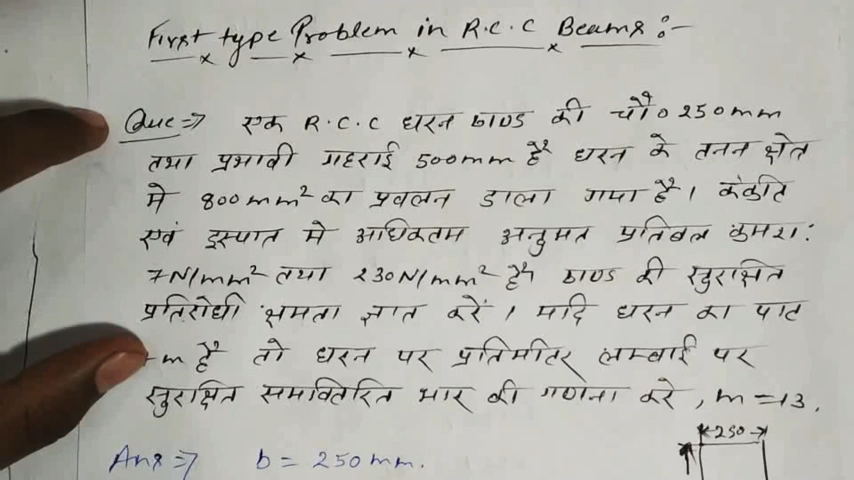 First type Problem in R.C.C Beams:-
Que⇒ एक R.C.C धरन काण्ड की चौ० 250mm
तथा प्रभावी गहराई 500mm है धरन के तनन क्षेत
मे 800mm² का प्रवलन डाला गया है। कंकृति
एवं इस्पात मे अधिकतम अनुमत प्रतिबल क्रमश:
7N/mm² तथा 230N/mm² है काण्ड की सुरक्षित
प्रतिरोधी क्षमता ज्ञात करें। यदि धरन का पाट
m है तो धरन पर प्रतिमीटर लम्बाई पर
सुरक्षित समवितरित भार की गणना करे, m=13.
←250→
Ans⇒ b = 250mm.